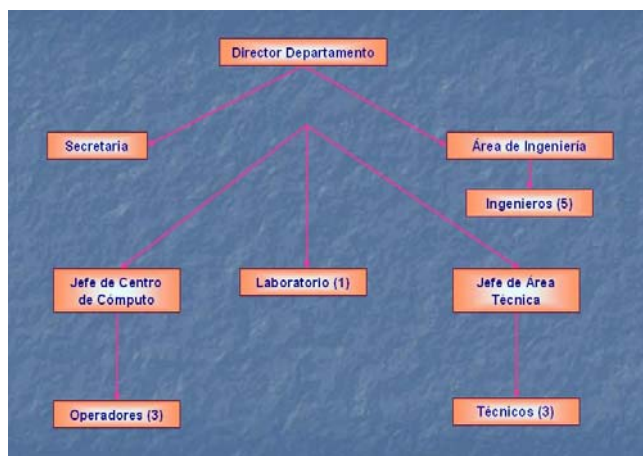 Director Departamento
Secretaria
Área de Ingeniería
Ingenieros (5)
Jefe de Centro
de Cómputo
Laboratorio (1)
Jefe de Área
Técnica
Operadores (3)
Técnicos (3)